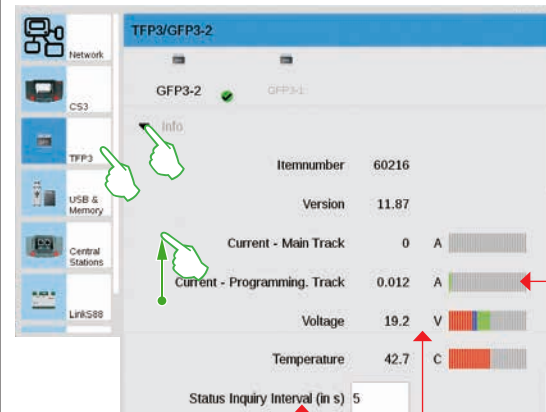 TFP3/GFP3-2
Network
GFP3-2
GFP3-1
CS3
Info
TFP3
Itemnumber 60216
USB &
Memory
Version 11.87
Central
Stations
Current - Main Track 0 A
Current - Programming. Track 0.012 A
LinkS88
Voltage 19.2 V
Temperature 42.7 C
Status Inquiry Interval (in s) 5